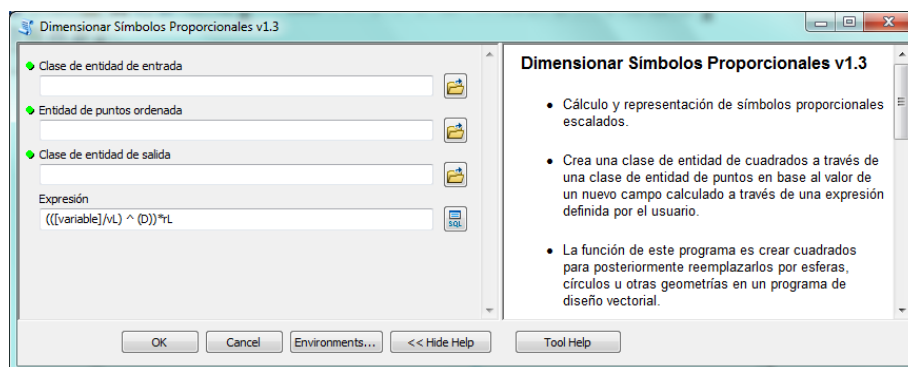 Dimensionar Símbolos Proporcionales v1.3
Clase de entidad de entrada
Entidad de puntos ordenada
Clase de entidad de salida
Expresión
(([variable]/vL) ^ (D))*rL
SQL
Dimensionar Símbolos Proporcionales v1.3
Cálculo y representación de símbolos proporcionales
escalados.
Crea una clase de entidad de cuadrados a través de
una clase de entidad de puntos en base al valor de
un nuevo campo calculado a través de una expresión
definida por el usuario.
La función de este programa es crear cuadrados
para posteriormente reemplazarlos por esferas,
círculos u otras geometrías en un programa de
diseño vectorial.
OK
Cancel
Environments...
<< Hide Help
Tool Help